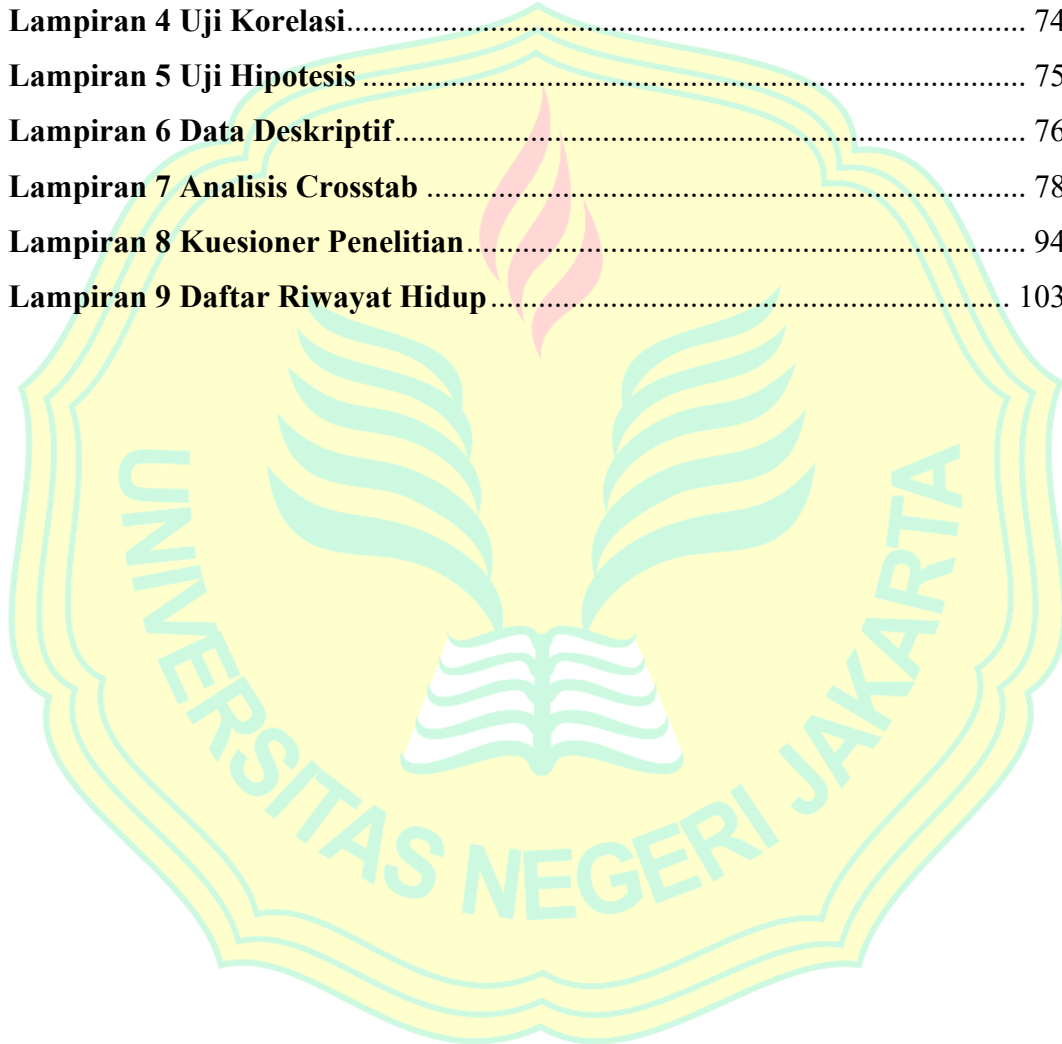 Lampiran 4 Uji Korelasi..................................................................................... 74
Lampiran 5 Uji Hipotesis ................................................................................... 75
Lampiran 6 Data Deskriptif............................................................................... 76
Lampiran 7 Analisis Crosstab ........................................................................... 78
Lampiran 8 Kuesioner Penelitian...................................................................... 94
Lampiran 9 Daftar Riwayat Hidup................................................................. 103
UNIVERSITAS NEGERI JAKARTA